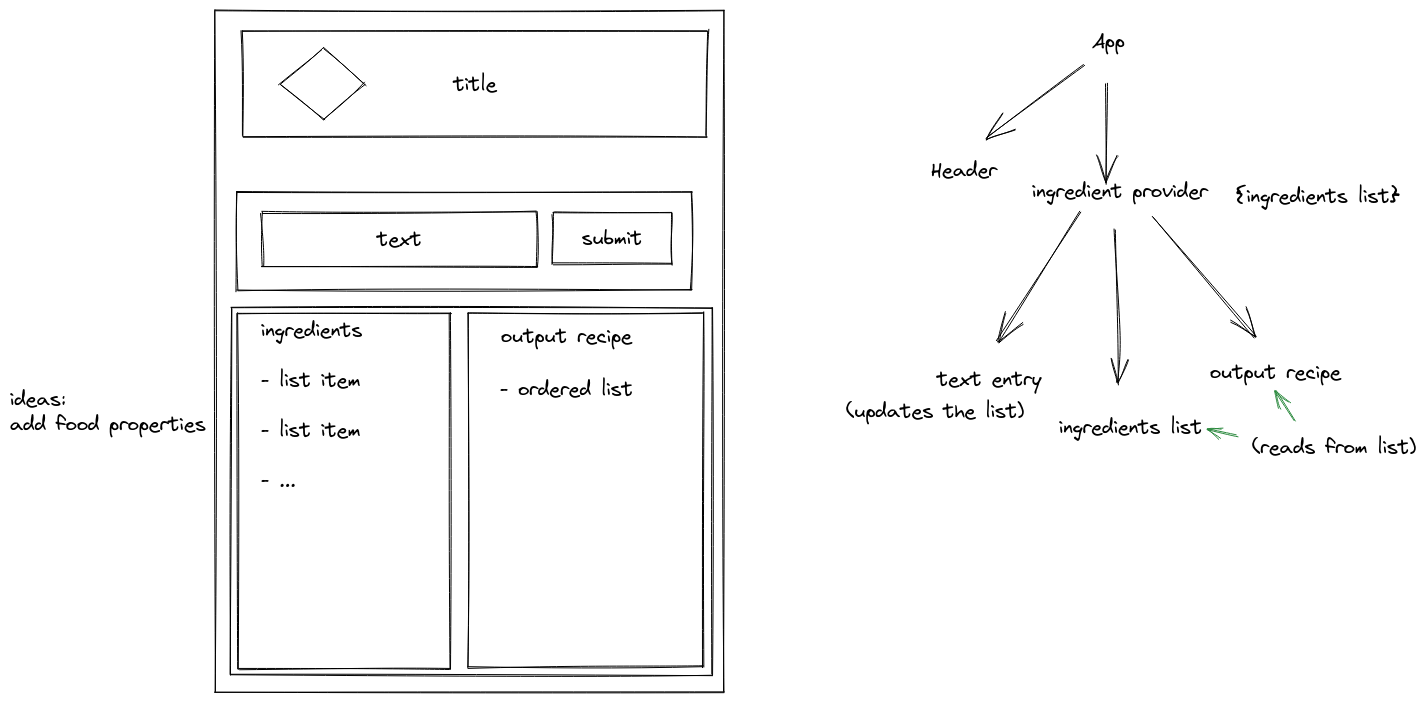 title
text
submit
ingredients
- list item
- list item
- ...
output recipe
- ordered list
ideas:
add food properties
App
Header
ingredient provider
{ingredients list}
text entry
(updates the list)
ingredients list
output recipe
(reads from list)